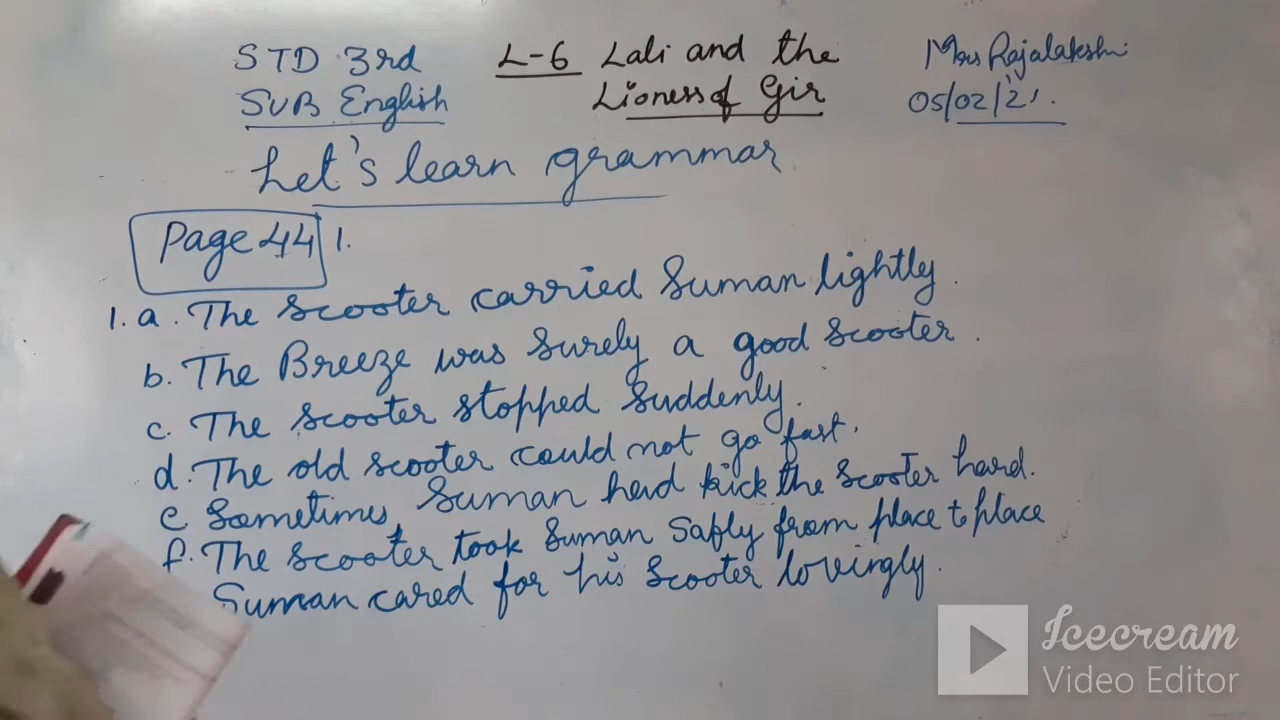 STD 3rd L-6 Lali and the Mrs Rajalakshmi
SUB English Lioness of Gir 05/02/21.
Let's learn grammar
Page 44 1.
1. a. The scooter carried Suman lightly.
b. The Breeze was surely a good scooter.
c. The scooter stopped suddenly.
d. The old scooter could not go fast.
e Sometimes, Suman had kick the scooter hard.
f. The scooter took Suman safly from place to place
Suman cared for his scooter lovingly.
Icecream
Video Editor